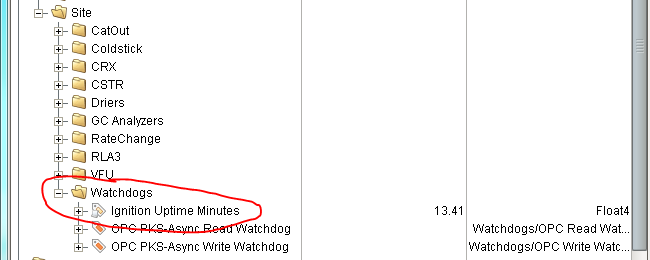 Site
CatOut
Coldstick
CRX
CSTR
Driers
GC Analyzers
RateChange
RLA3
VFU
Watchdogs
Ignition Uptime Minutes 13.41 Float4
OPC PKS-Async Read Watchdog Watchdogs/OPC Read Wat...
OPC PKS-Async Write Watchdog Watchdogs/OPC Write Watc...